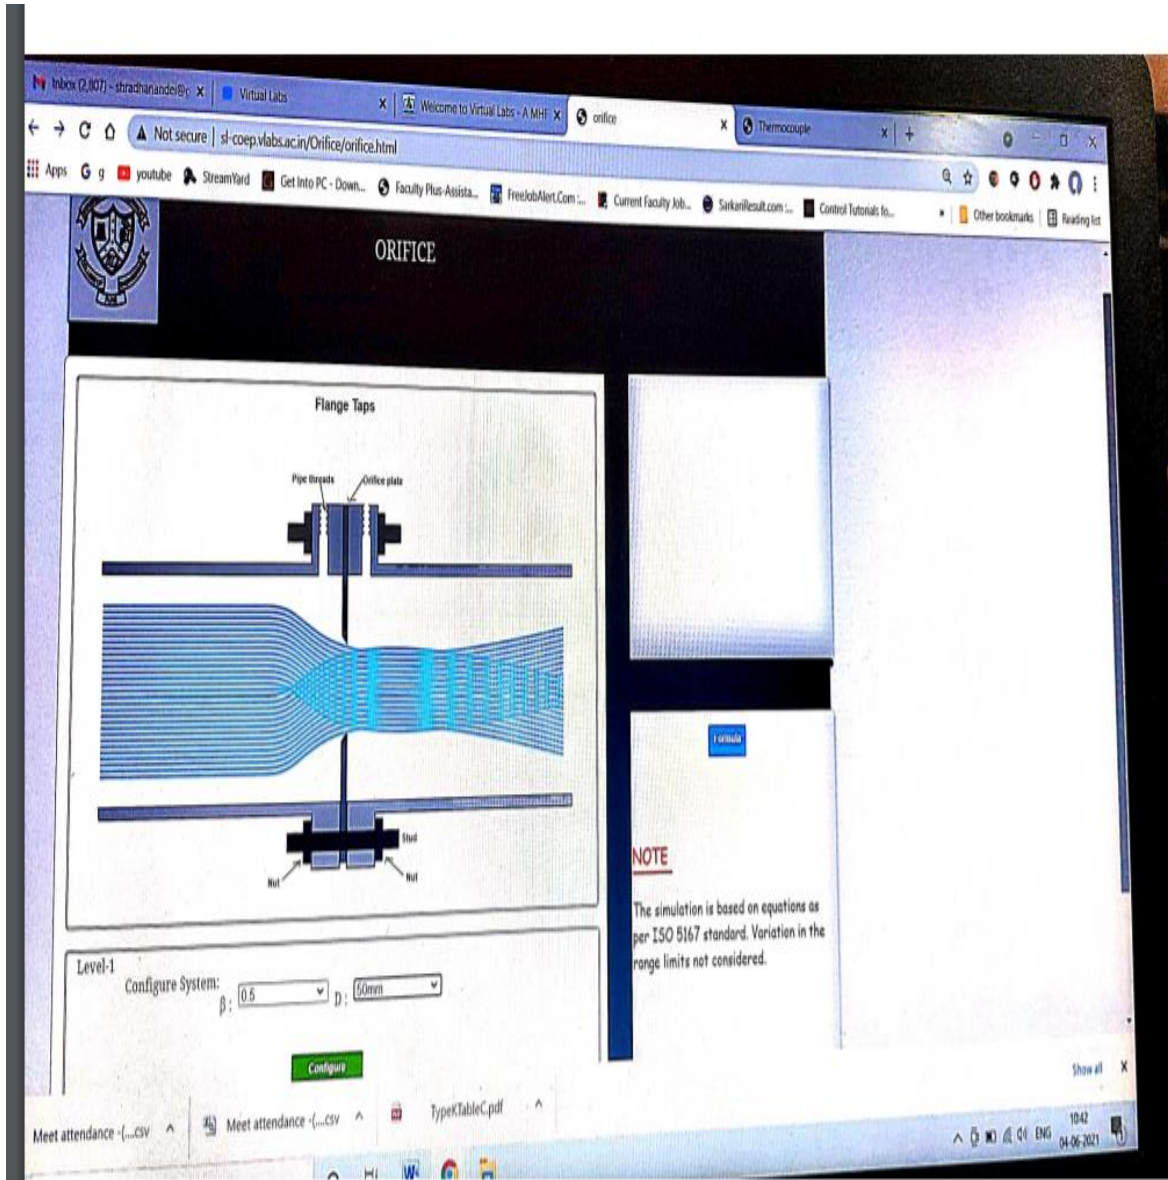 Inbox (2,807) - shradhanande@c X
Virtual Labs X
Welcome to Virtual Labs - A MHF X
orifice X
Thermocouple X +
Not secure | sl-coep.vlabs.ac.in/Orifice/orifice.html
Apps G g youtube StreamYard Get Into PC - Down... Faculty Plus-Assista... FreeJobAlert.Com :... Current Faculty Job... SarkariResult.com :... Control Tutorials fo... » Other bookmarks Reading list
ORIFICE
Flange Taps
Pipe threads Orifice plate
Stud
Nut Nut
Formula
NOTE
The simulation is based on equations as
per ISO 5167 standard. Variation in the
range limits not considered.
Level-1
Configure System:
β : 0.5 D : 50mm
Configure
Show all X
Meet attendance -(....csv Meet attendance -(....csv TypeKTableC.pdf
ENG 10:42
04-06-2021